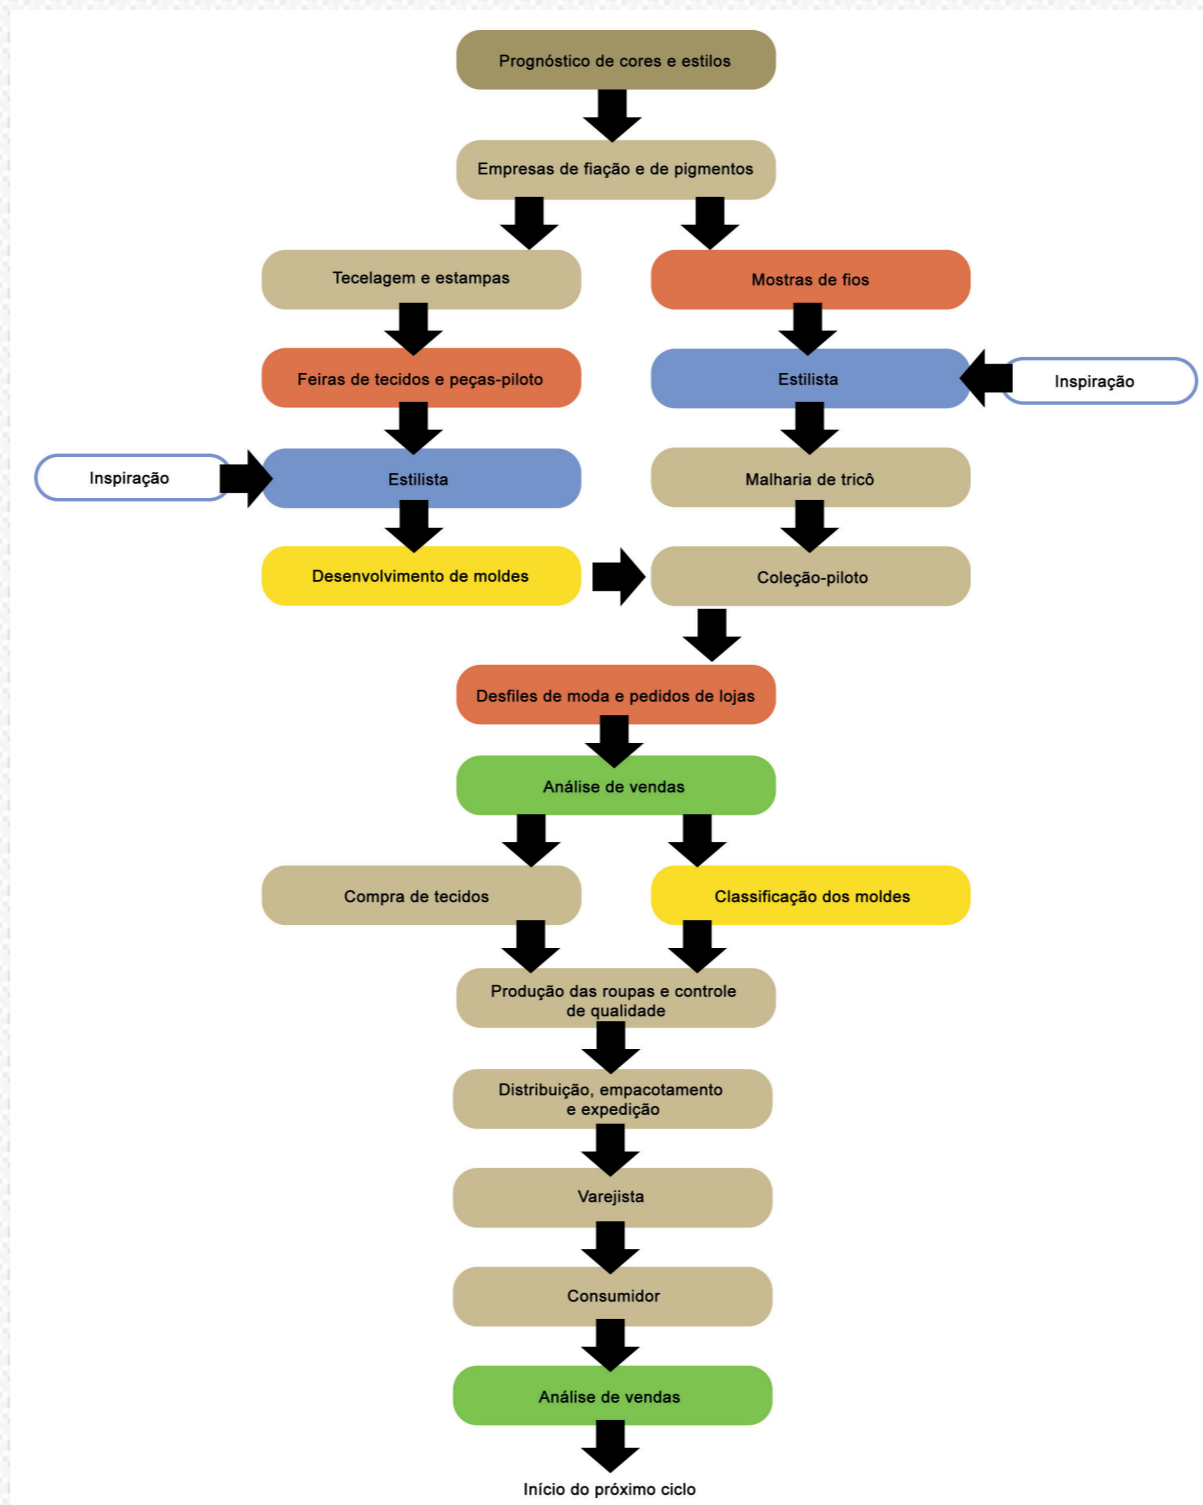 Prognóstico de cores e estilos
Empresas de fiação e de pigmentos
Tecelagem e estampas
Mostras de fios
Feiras de tecidos e peças-piloto
Estilista
Inspiração
Inspiração
Estilista
Malharia de tricô
Desenvolvimento de moldes
Coleção-piloto
Desfiles de moda e pedidos de lojas
Análise de vendas
Compra de tecidos
Classificação dos moldes
Produção das roupas e controle
de qualidade
Distribuição, empacotamento
e expedição
Varejista
Consumidor
Análise de vendas
Início do próximo ciclo